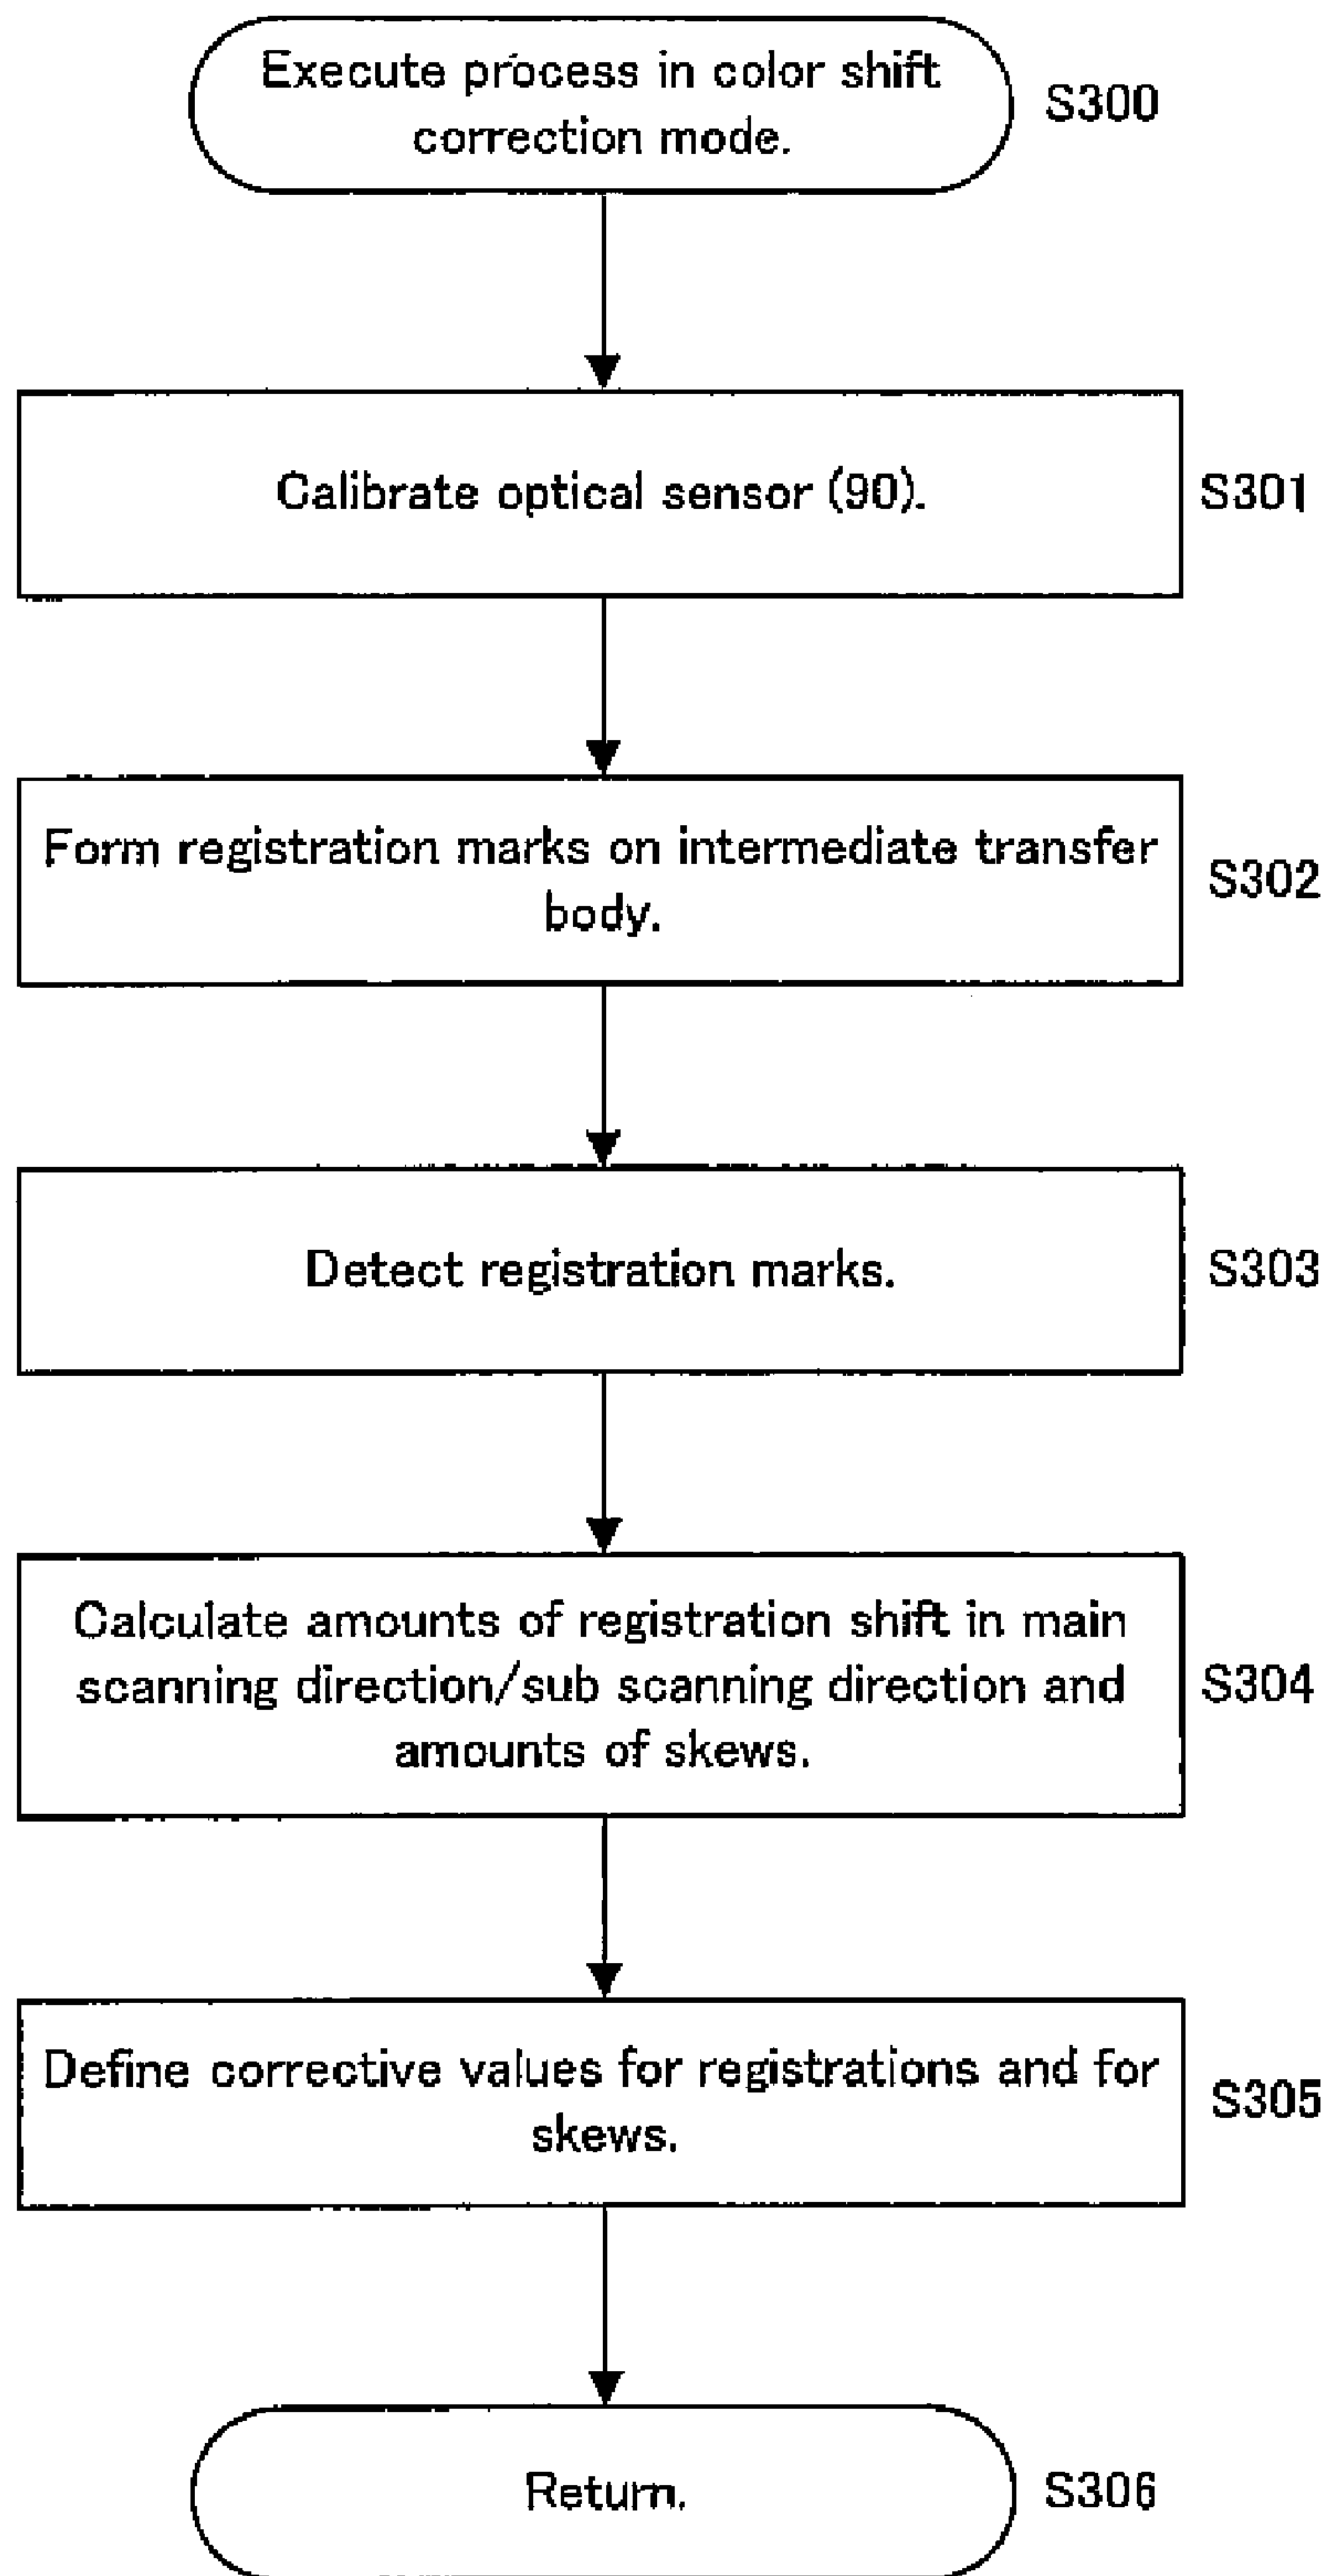 Execute process in color shift
correction mode.
S300
Calibrate optical sensor (90).
S301
Form registration marks on intermediate transfer
body.
S302
Detect registration marks.
S303
Calculate amounts of registration shift in main
scanning direction/sub scanning direction and
amounts of skews.
S304
Define corrective values for registrations and for
skews.
S305
Return.
S306